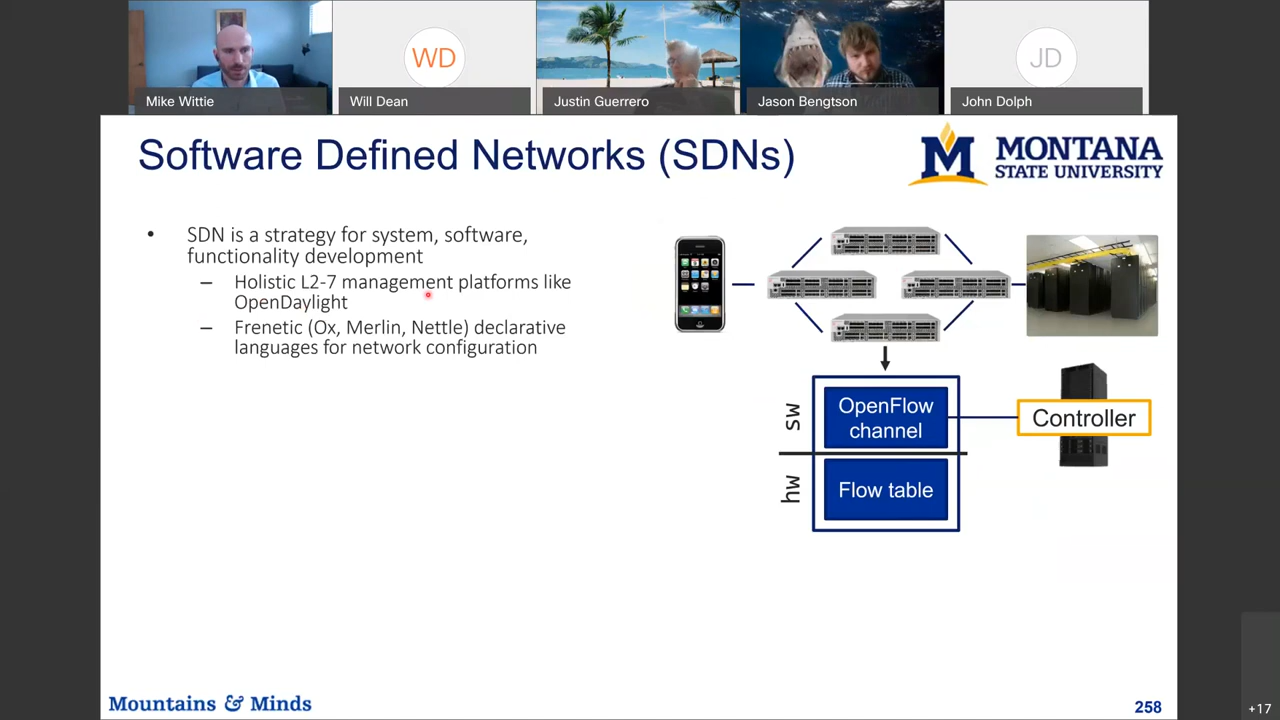 WD
JD
Mike Wittie
Will Dean
Justin Guerrero
Jason Bengtson
John Dolph
Software Defined Networks (SDNs)
M MONTANA
STATE UNIVERSITY
• SDN is a strategy for system, software,
functionality development
– Holistic L2-7 management platforms like
OpenDaylight
– Frenetic (Ox, Merlin, Nettle) declarative
languages for network configuration
sw
OpenFlow
channel
Controller
hw
Flow table
Mountains & Minds
258
+17